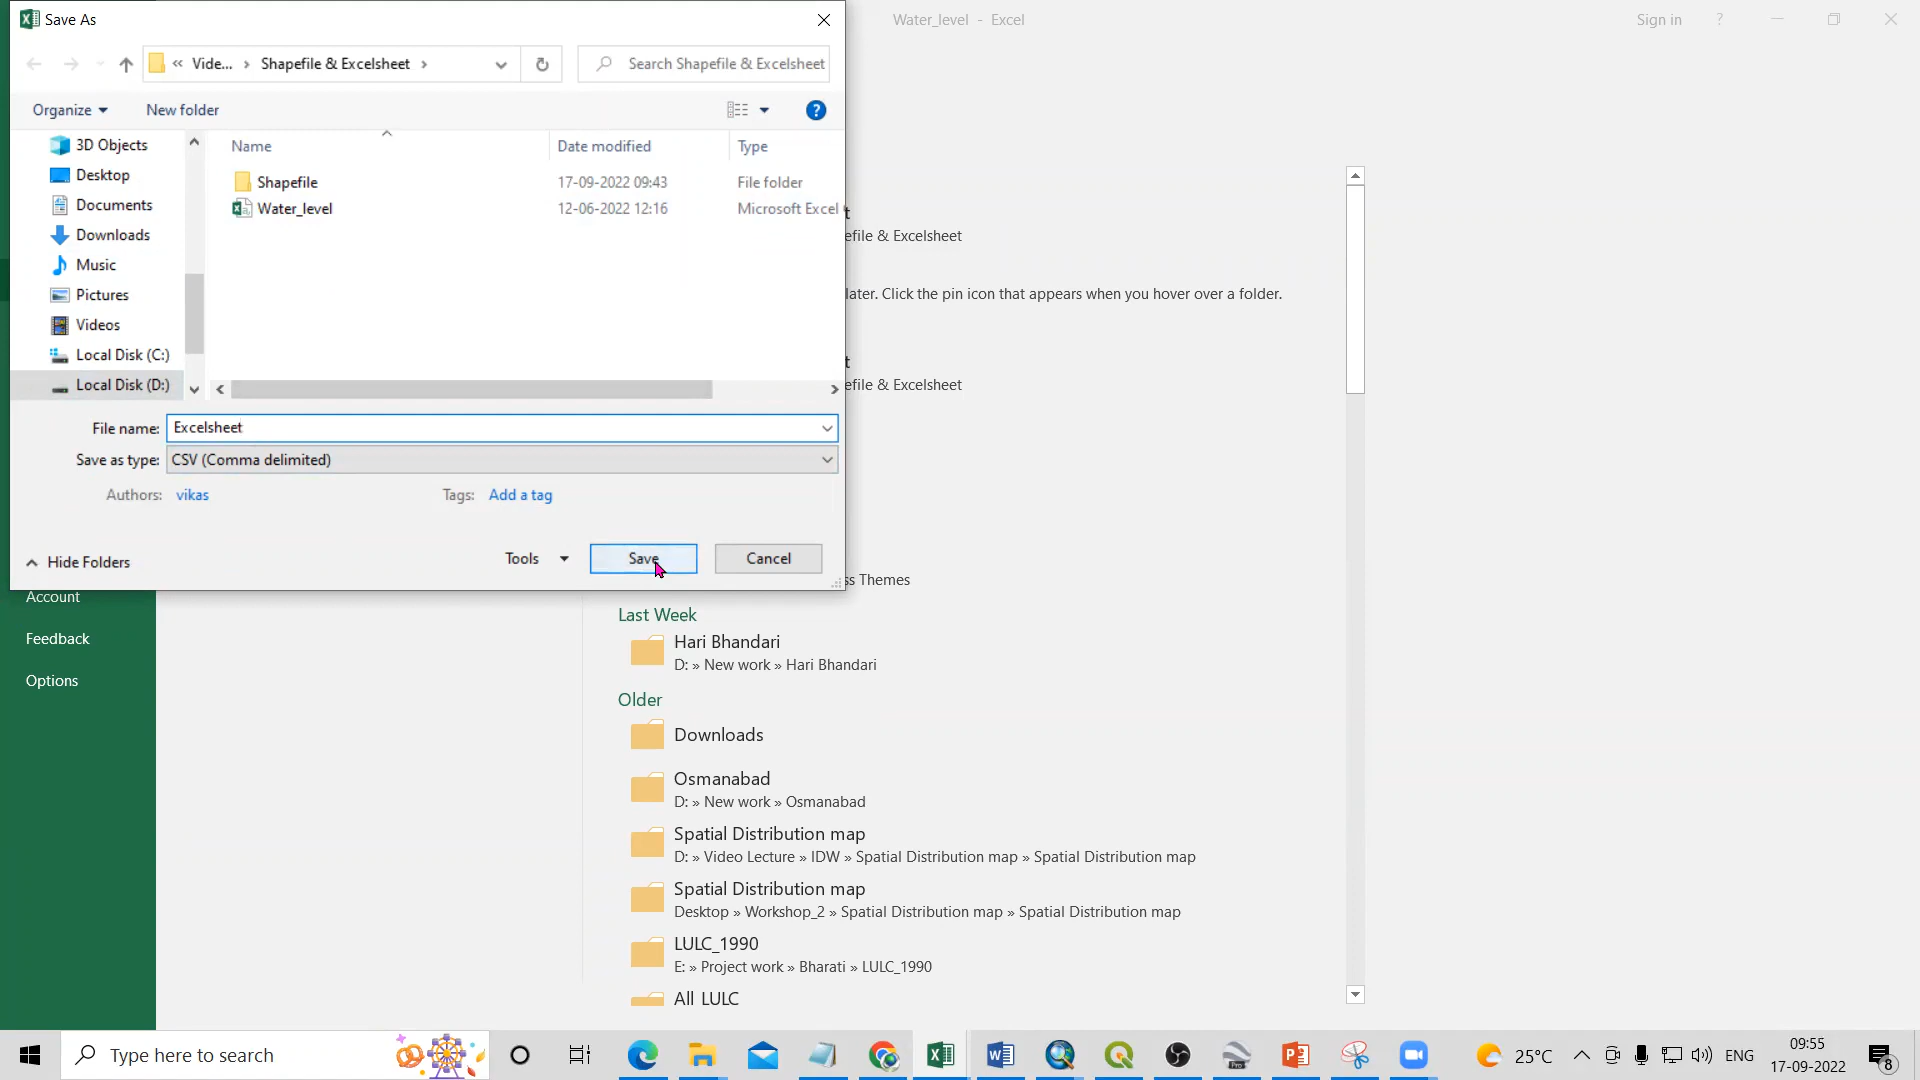 Save As
Water_level - Excel
Sign in
?
« Vide... › Shapefile & Excelsheet ›
Search Shapefile & Excelsheet
Organize
New folder
?
3D Objects
Desktop
Documents
Downloads
Music
Pictures
Videos
Local Disk (C:)
Local Disk (D:)
Name
Date modified
Type
Shapefile
17-09-2022 09:43
File folder
Water_level
12-06-2022 12:16
Microsoft Excel
File name:
Excelsheet
Save as type:
CSV (Comma delimited)
Authors:
vikas
Tags:
Add a tag
Hide Folders
Tools
Save
Cancel
t
efile & Excelsheet
later. Click the pin icon that appears when you hover over a folder.
t
efile & Excelsheet
ss Themes
Account
Feedback
Options
Last Week
Hari Bhandari
D: » New work » Hari Bhandari
Older
Downloads
Osmanabad
D: » New work » Osmanabad
Spatial Distribution map
D: » Video Lecture » IDW » Spatial Distribution map » Spatial Distribution map
Spatial Distribution map
Desktop » Workshop_2 » Spatial Distribution map » Spatial Distribution map
LULC_1990
E: » Project work » Bharati » LULC_1990
All LULC
Type here to search
25°C
ENG
09:55
17-09-2022
8